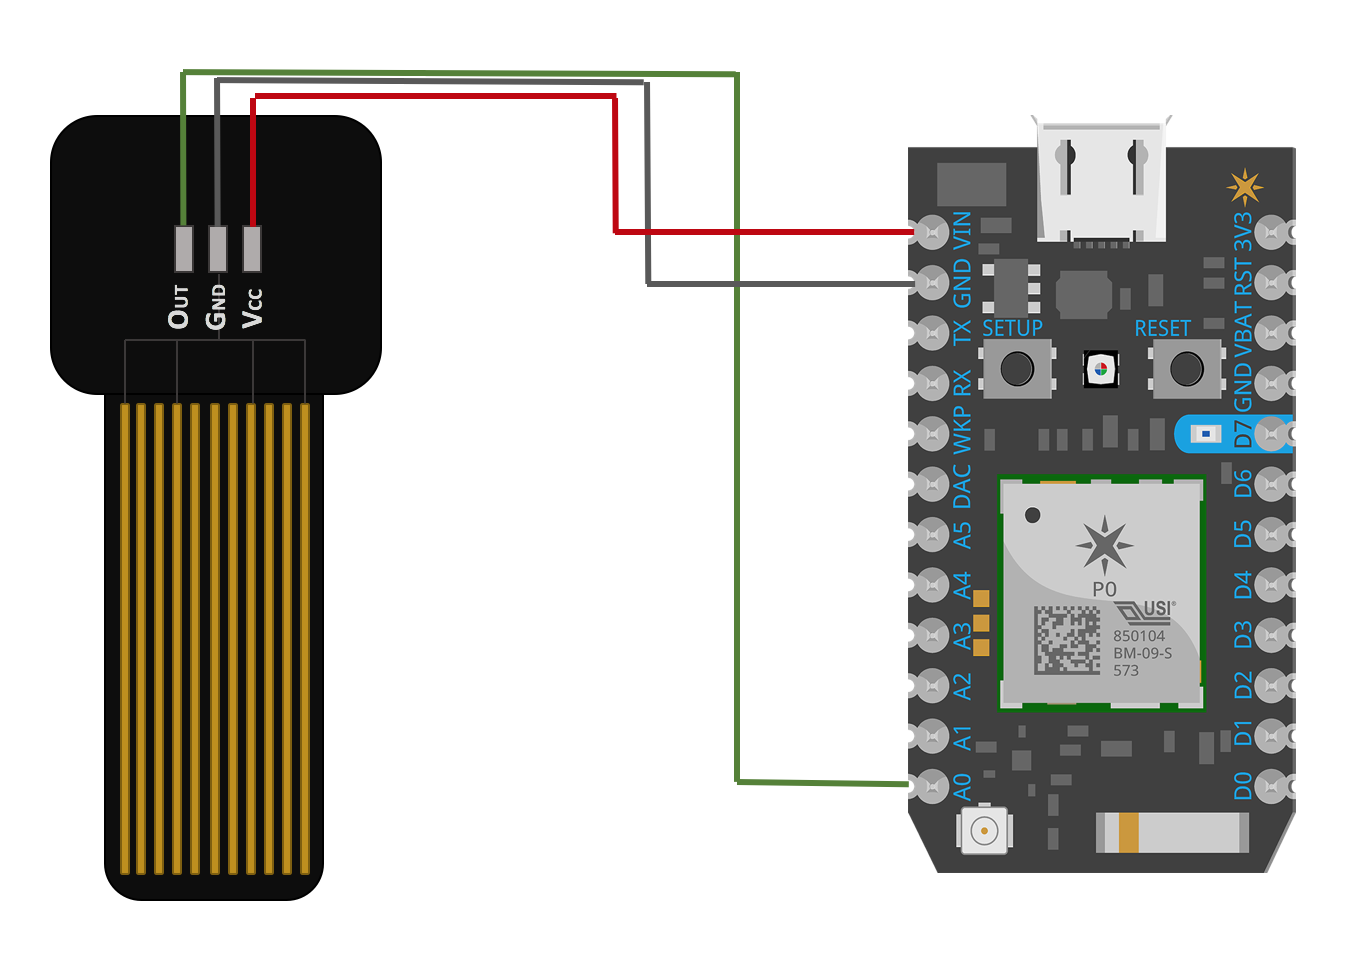 OUT
GND
VCC
VIN
GND
TX
RX
WKP
DAC
A5
A4
A3
A2
A1
A0
SETUP
RESET
P0
USI®
850104
BM-09-S
573
3V3
RST
VBAT
GND
D7
D6
D5
D4
D3
D2
D1
D0